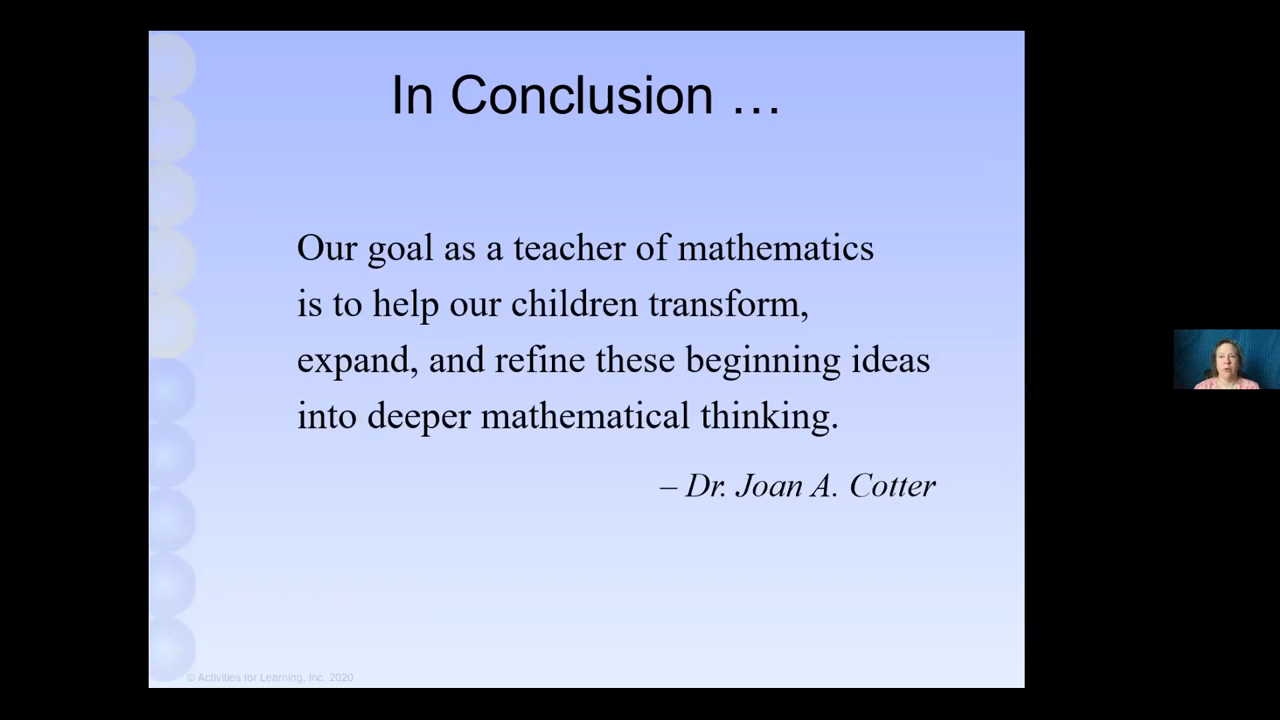 In Conclusion …
Our goal as a teacher of mathematics
is to help our children transform,
expand, and refine these beginning ideas
into deeper mathematical thinking.
– Dr. Joan A. Cotter
© Activities for Learning, Inc. 2020